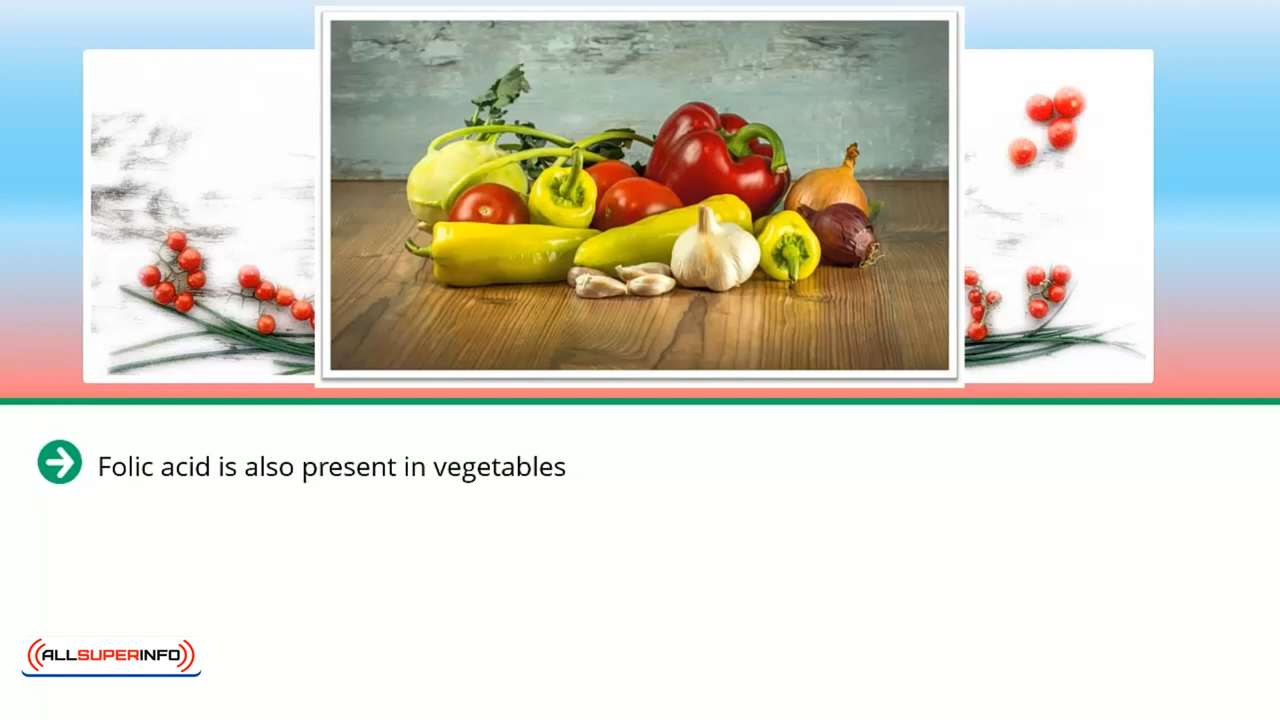 Folic acid is also present in vegetables
ALLSUPERINFO